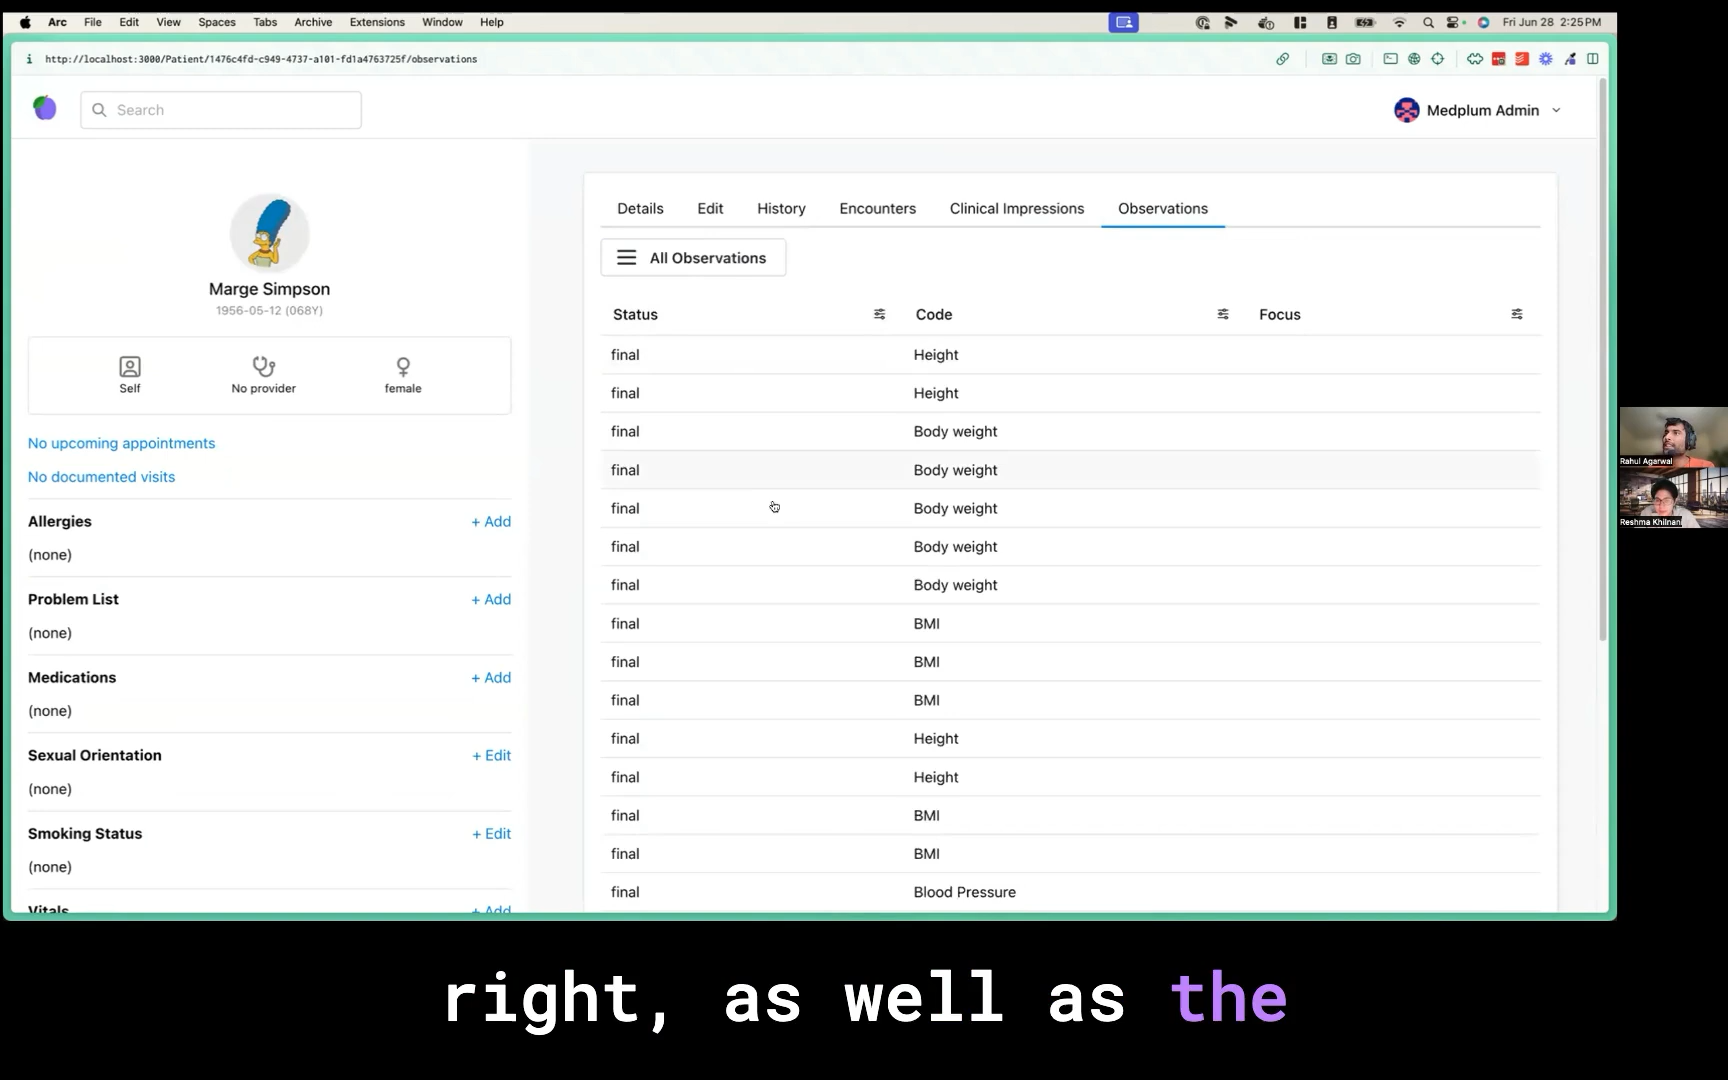 Arc File Edit View Spaces Tabs Archive Extensions Window Help Fri Jun 28 2:25PM
http://localhost:3000/Patient/1476c4fd-c949-4737-a101-fd1a4763725f/observations
Search
Medplum Admin
Marge Simpson
1956-05-12 (068Y)
Self No provider female
No upcoming appointments
No documented visits
Allergies + Add
(none)
Problem List + Add
(none)
Medications + Add
(none)
Sexual Orientation + Edit
(none)
Smoking Status + Edit
(none)
Vitals + Add
Details Edit History Encounters Clinical Impressions Observations
All Observations
Status Code Focus
final Height
final Height
final Body weight
final Body weight
final Body weight
final Body weight
final Body weight
final BMI
final BMI
final BMI
final Height
final Height
final BMI
final BMI
final Blood Pressure
Rahul Agarwal
Reshma Khilnani
right, as well as the